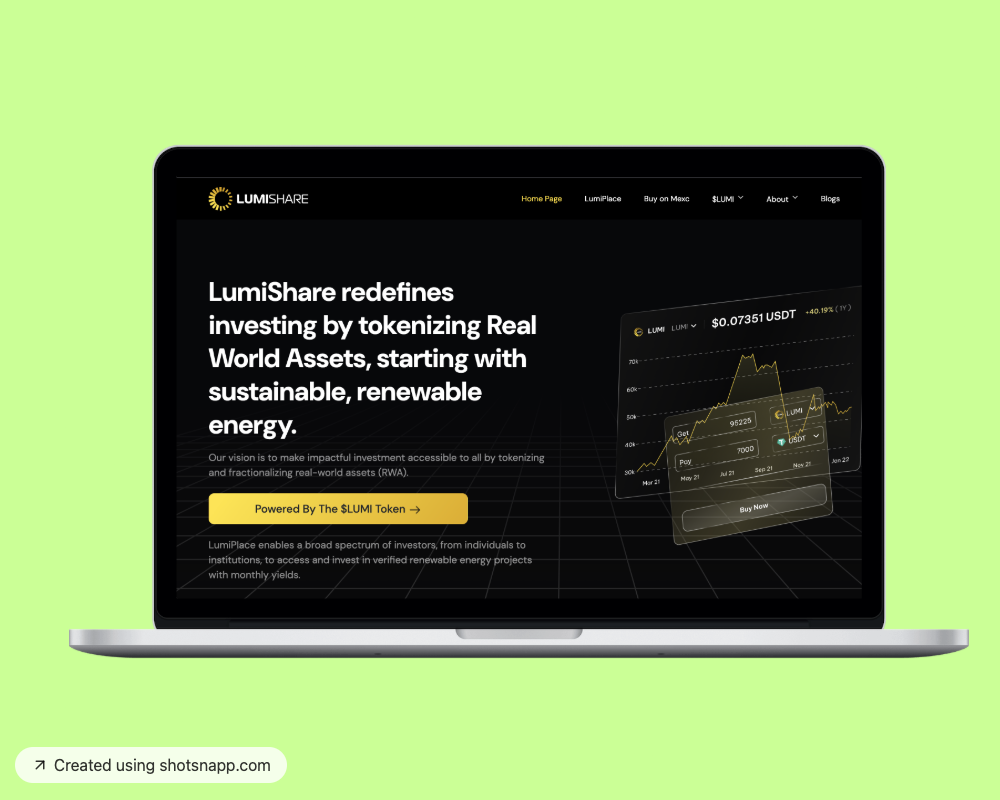 LUMISHARE
Home Page
LumiPlace
Buy on Mexc
$LUMI
About
Blogs
LumiShare redefines
investing by tokenizing Real
World Assets, starting with
sustainable, renewable
energy.
Our vision is to make impactful investment accessible to all by tokenizing
and fractionalizing real-world assets (RWA).
Powered By The $LUMI Token →
LumiPlace enables a broad spectrum of investors, from individuals to
institutions, to access and invest in verified renewable energy projects
with monthly yields.
LUMI LUMI $0.07351 USDT +40.19% ( 1Y )
70k
60k
50k
40k
30k
Mar 21 May 21 Jul 21 Sep 21 Nov 21 Jan 22
Get 95225 LUMI
Pay 7000 USDT
Buy Now
Created using shotsnapp.com